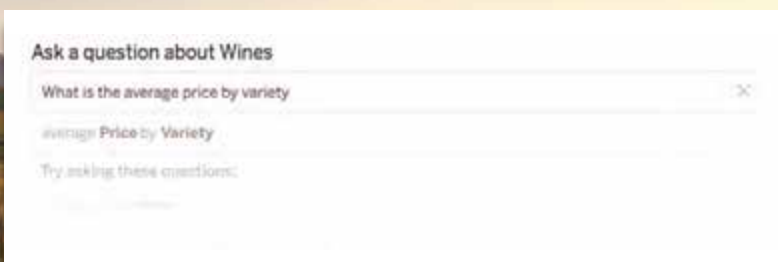 Ask a question about Wines
What is the average price by variety
average Price by Variety
Try asking these questions: